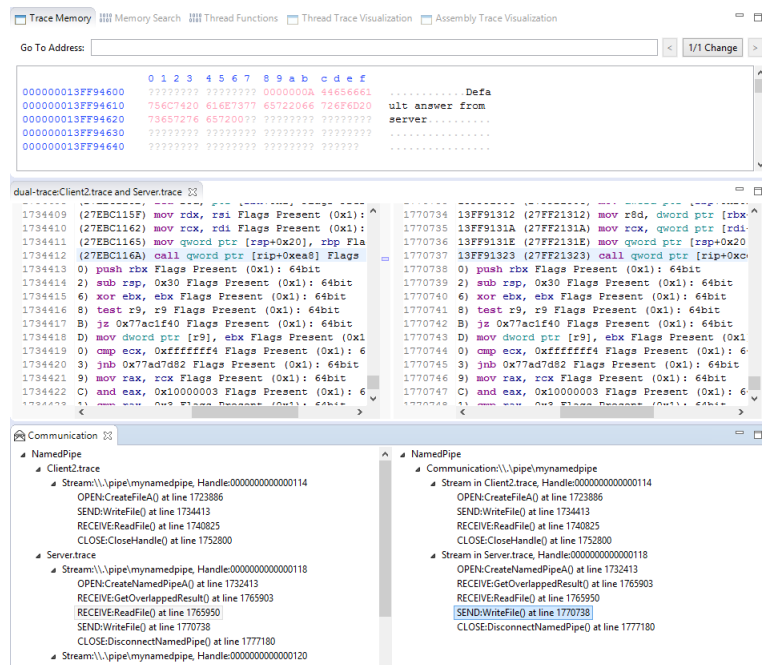 Trace Memory Memory Search Thread Functions Thread Trace Visualization Assembly Trace Visualization
Go To Address: < 1/1 Change >
0 1 2 3 4 5 6 7 8 9 a b c d e f
000000013FF94600 ???????? ???????? 0000000A 44656661 ............Defa
000000013FF94610 756C7420 616E7377 65722066 726F6D20 ult answer from
000000013FF94620 73657276 657200?? ???????? ???????? server..........
000000013FF94630 ???????? ???????? ???????? ???????? ................
000000013FF94640 ???????? ???????? ???????? ???????? ................
dual-trace:Client2.trace and Server.trace
1734409 (27EBC115F) mov rdx, rsi Flags Present (0x1):
1734410 (27EBC1162) mov rcx, rdi Flags Present (0x1):
1734411 (27EBC1165) mov qword ptr [rsp+0x20], rbp Fla
1734412 (27EBC116A) call qword ptr [rip+0xea8] Flags
1734413 0) push rbx Flags Present (0x1): 64bit
1734414 2) sub rsp, 0x30 Flags Present (0x1): 64bit
1734415 6) xor ebx, ebx Flags Present (0x1): 64bit
1734416 8) test r9, r9 Flags Present (0x1): 64bit
1734417 B) jz 0x77ac1f40 Flags Present (0x1): 64bit
1734418 D) mov dword ptr [r9], ebx Flags Present (0x1
1734419 0) cmp ecx, 0xfffffff4 Flags Present (0x1): 6
1734420 3) jnb 0x77ad7d82 Flags Present (0x1): 64bit
1734421 9) mov rax, rcx Flags Present (0x1): 64bit
1734422 C) and eax, 0x10000003 Flags Present (0x1): 6
1770734 13FF91312 (27FF21312) mov r8d, dword ptr [rbx
1770735 13FF9131A (27FF2131A) mov rcx, qword ptr [rdi-
1770736 13FF9131E (27FF2131E) mov qword ptr [rsp+0x20
1770737 13FF91323 (27FF21323) call qword ptr [rip+0xc
1770738 0) push rbx Flags Present (0x1): 64bit
1770739 2) sub rsp, 0x30 Flags Present (0x1): 64bit
1770740 6) xor ebx, ebx Flags Present (0x1): 64bit
1770741 8) test r9, r9 Flags Present (0x1): 64bit
1770742 B) jz 0x77ac1f40 Flags Present (0x1): 64bit
1770743 D) mov dword ptr [r9], ebx Flags Present (0x1
1770744 0) cmp ecx, 0xfffffff4 Flags Present (0x1): 6
1770745 3) jnb 0x77ad7d82 Flags Present (0x1): 64bit
1770746 9) mov rax, rcx Flags Present (0x1): 64bit
1770747 C) and eax, 0x10000003 Flags Present (0x1): 6
Communication
NamedPipe
Client2.trace
Stream:\\.\pipe\mynamedpipe, Handle:0000000000000114
OPEN:CreateFileA() at line 1723886
SEND:WriteFile() at line 1734413
RECEIVE:ReadFile() at line 1740825
CLOSE:CloseHandle() at line 1752800
Server.trace
Stream:\\.\pipe\mynamedpipe, Handle:0000000000000118
OPEN:CreateNamedPipeA() at line 1732413
RECEIVE:GetOverlappedResult() at line 1765903
RECEIVE:ReadFile() at line 1765950
SEND:WriteFile() at line 1770738
CLOSE:DisconnectNamedPipe() at line 1777180
Stream:\\.\pipe\mynamedpipe, Handle:0000000000000120
NamedPipe
Communication:\\.\pipe\mynamedpipe
Stream in Client2.trace, Handle:0000000000000114
OPEN:CreateFileA() at line 1723886
SEND:WriteFile() at line 1734413
RECEIVE:ReadFile() at line 1740825
CLOSE:CloseHandle() at line 1752800
Stream in Server.trace, Handle:0000000000000118
OPEN:CreateNamedPipeA() at line 1732413
RECEIVE:GetOverlappedResult() at line 1765903
RECEIVE:ReadFile() at line 1765950
SEND:WriteFile() at line 1770738
CLOSE:DisconnectNamedPipe() at line 1777180